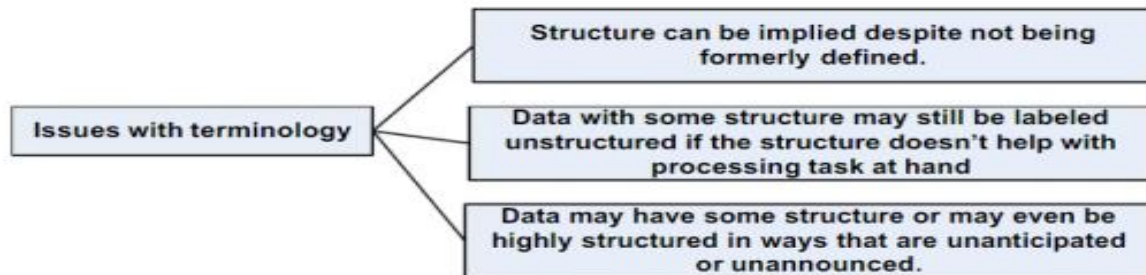 Structure can be implied despite not being
formerly defined.
Issues with terminology
Data with some structure may still be labeled
unstructured if the structure doesn't help with
processing task at hand
Data may have some structure or may even be
highly structured in ways that are unanticipated
or unannounced.